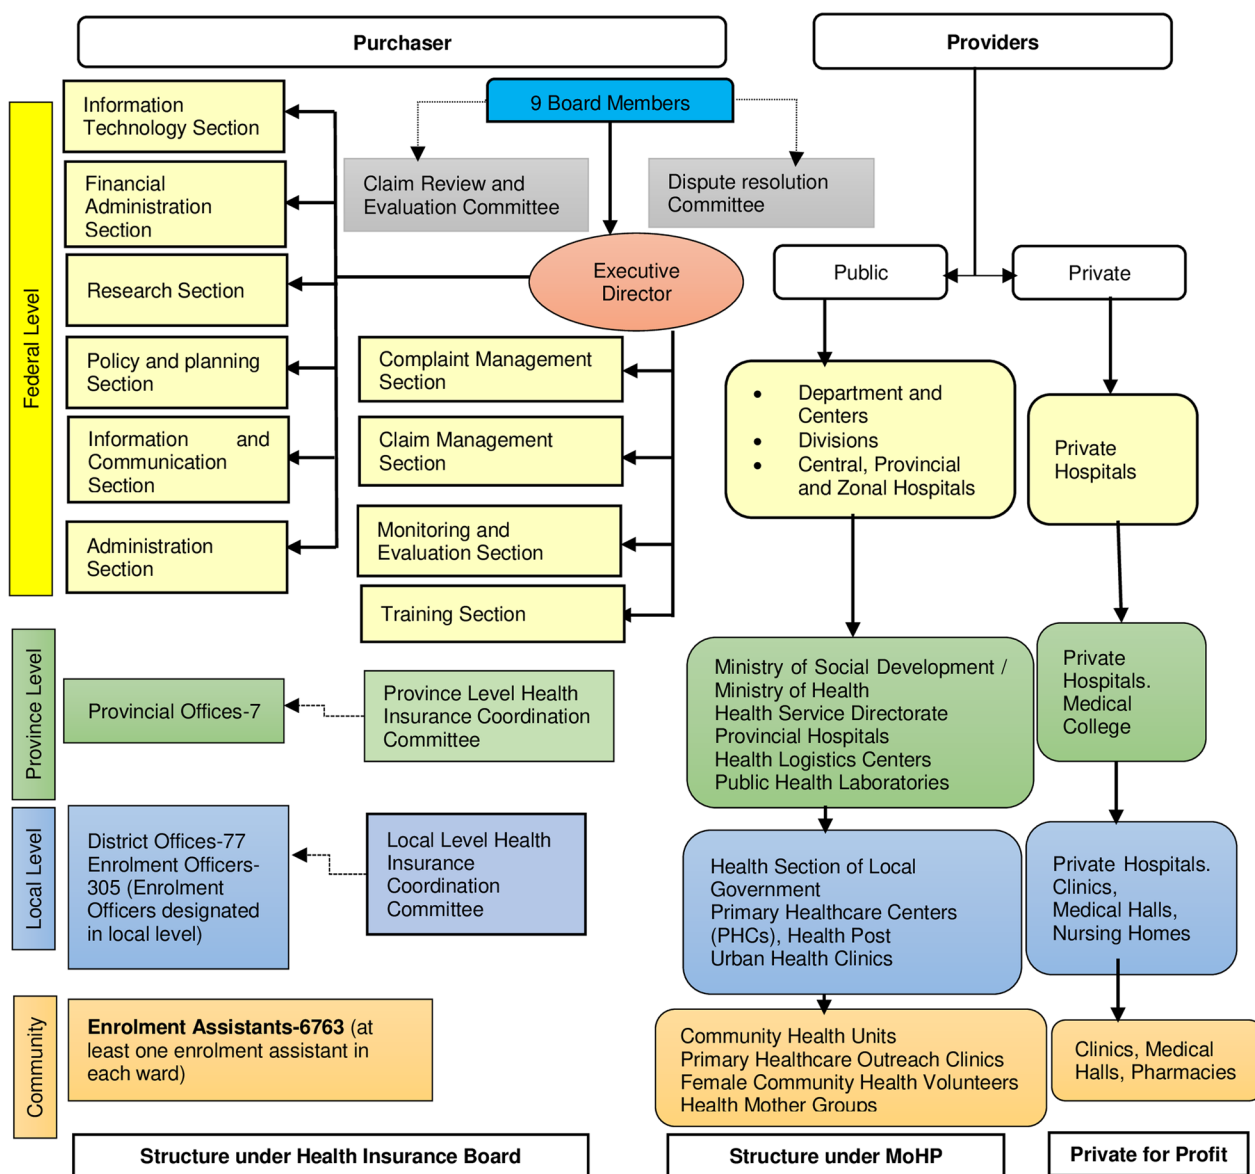 Purchaser
Providers
Federal Level
Information
Technology Section
9 Board Members
Financial
Administration
Section
Claim Review and
Evaluation Committee
Dispute resolution
Committee
Research Section
Executive
Director
Public
Private
Policy and planning
Section
Complaint Management
Section
Information and
Communication
Section
Claim Management
Section
Administration
Section
Monitoring and
Evaluation Section
Training Section
• Department and
Centers
• Divisions
• Central, Provincial
and Zonal Hospitals
Private
Hospitals
Province Level
Provincial Offices-7
Province Level Health
Insurance Coordination
Committee
Ministry of Social Development /
Ministry of Health
Health Service Directorate
Provincial Hospitals
Health Logistics Centers
Public Health Laboratories
Private
Hospitals.
Medical
College
Local Level
District Offices-77
Enrolment Officers-
305 (Enrolment
Officers designated
in local level)
Local Level Health
Insurance
Coordination
Committee
Health Section of Local
Government
Primary Healthcare Centers
(PHCs), Health Post
Urban Health Clinics
Private Hospitals.
Clinics,
Medical Halls,
Nursing Homes
Community
Enrolment Assistants-6763 (at
least one enrolment assistant in
each ward)
Community Health Units
Primary Healthcare Outreach Clinics
Female Community Health Volunteers
Health Mother Groups
Clinics, Medical
Halls, Pharmacies
Structure under Health Insurance Board
Structure under MoHP
Private for Profit